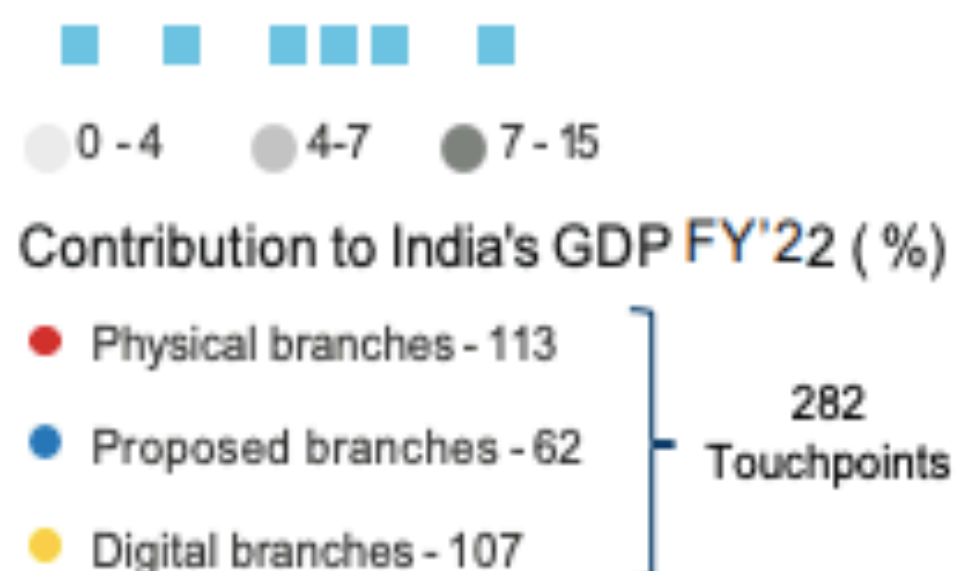 0 - 4 4-7 7 - 15
Contribution to India's GDP FY'22 ( %)
Physical branches - 113
Proposed branches - 62
282
Touchpoints
Digital branches - 107